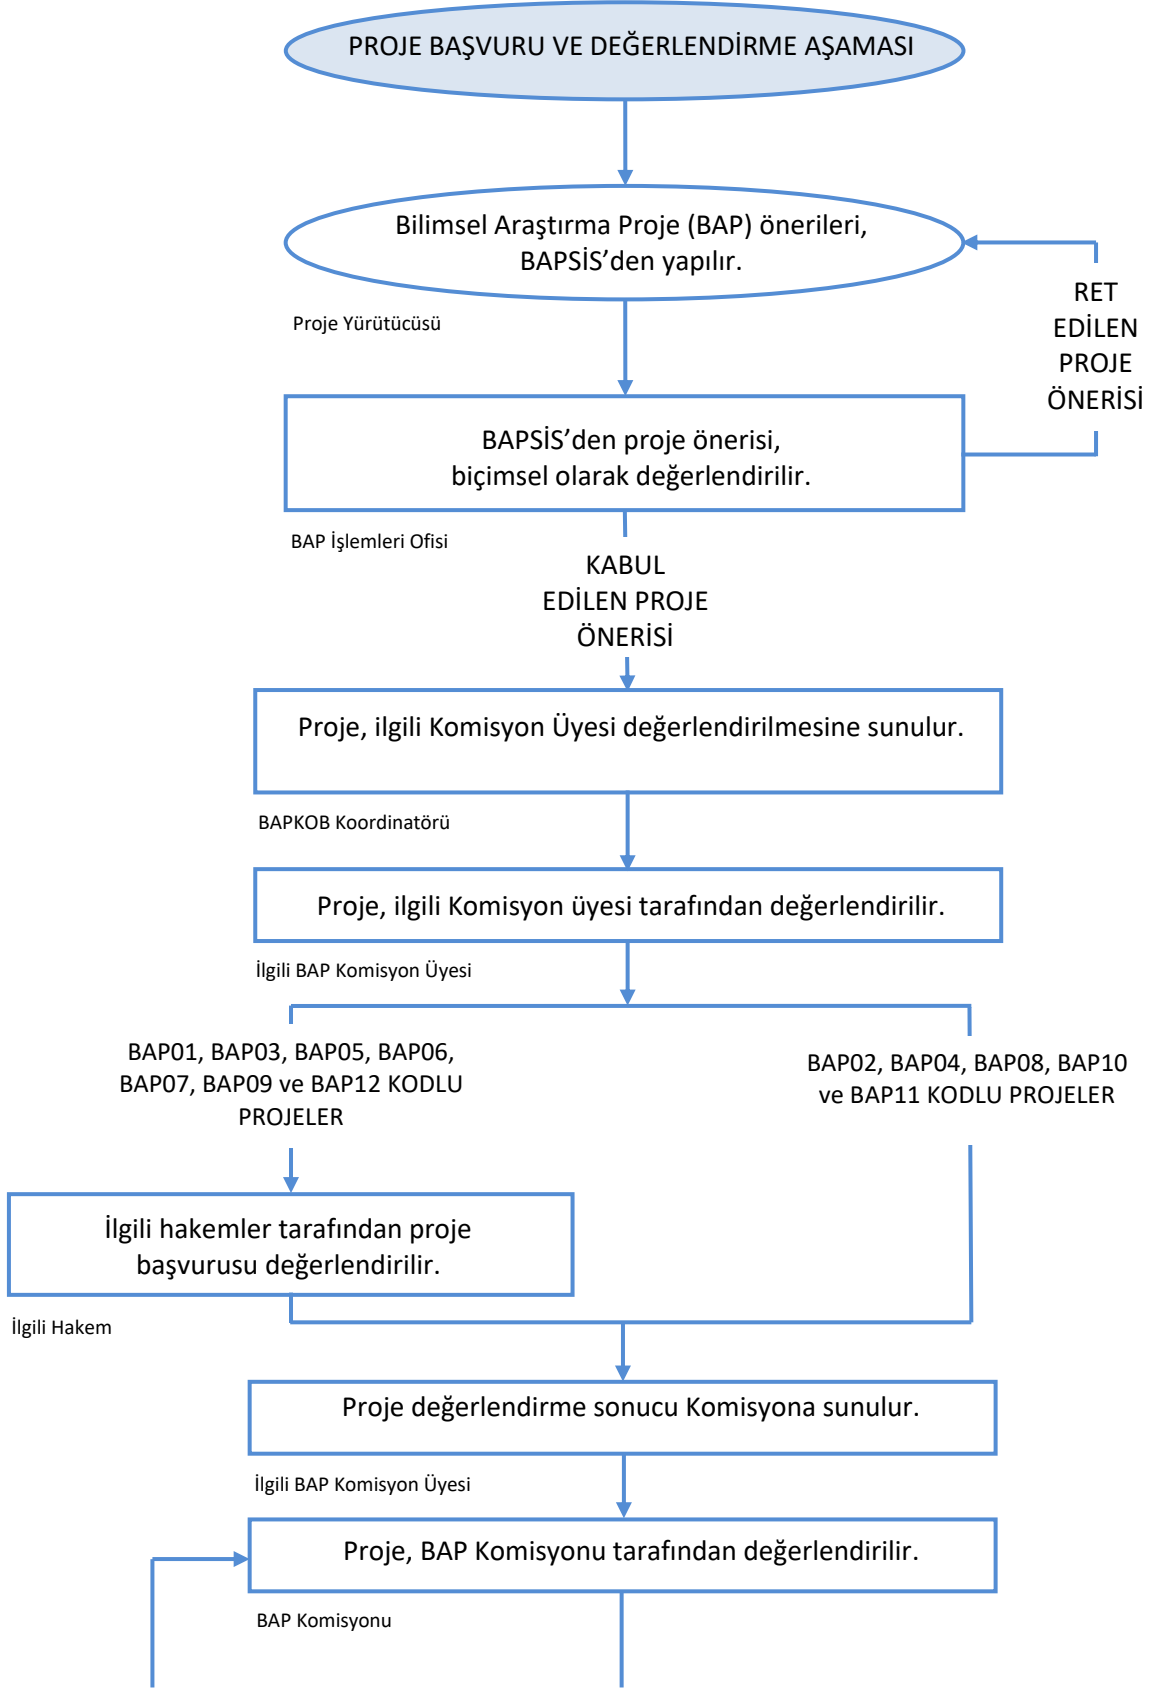 PROJE BAŞVURU VE DEĞERLENDİRME AŞAMASI
Bilimsel Araştırma Proje (BAP) önerileri,
BAPSİS’den yapılır.
Proje Yürütücüsü
RET
EDİLEN
PROJE
ÖNERİSİ
BAPSİS’den proje önerisi,
biçimsel olarak değerlendirilir.
BAP İşlemleri Ofisi
KABUL
EDİLEN PROJE
ÖNERİSİ
Proje, ilgili Komisyon Üyesi değerlendirilmesine sunulur.
BAPKOB Koordinatörü
Proje, ilgili Komisyon üyesi tarafından değerlendirilir.
İlgili BAP Komisyon Üyesi
BAP01, BAP03, BAP05, BAP06,
BAP07, BAP09 ve BAP12 KODLU
PROJELER
BAP02, BAP04, BAP08, BAP10
ve BAP11 KODLU PROJELER
İlgili hakemler tarafından proje
başvurusu değerlendirilir.
İlgili Hakem
Proje değerlendirme sonucu Komisyona sunulur.
İlgili BAP Komisyon Üyesi
Proje, BAP Komisyonu tarafından değerlendirilir.
BAP Komisyonu